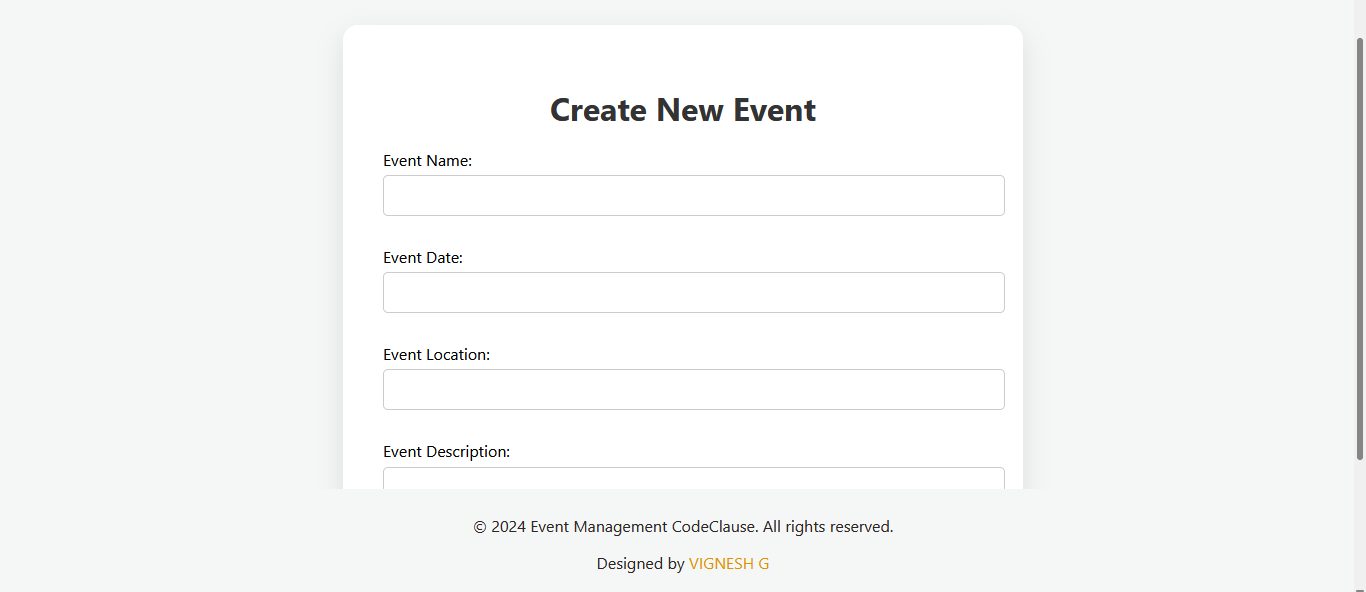 Create New Event
Event Name:
Event Date:
Event Location:
Event Description:
© 2024 Event Management CodeClause. All rights reserved.
Designed by VIGNESH G